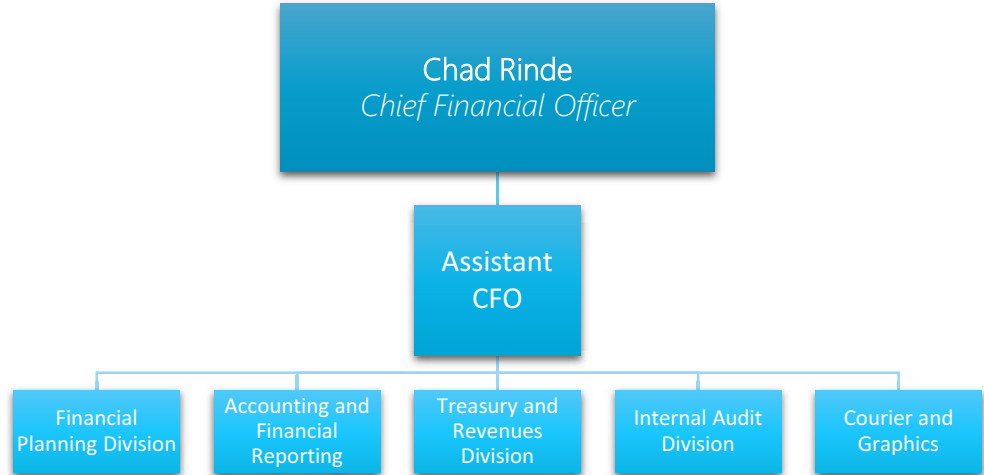 Chad Rinde
Chief Financial Officer
Assistant
CFO
Financial
Planning Division
Accounting and
Financial
Reporting
Treasury and
Revenues
Division
Internal Audit
Division
Courier and
Graphics